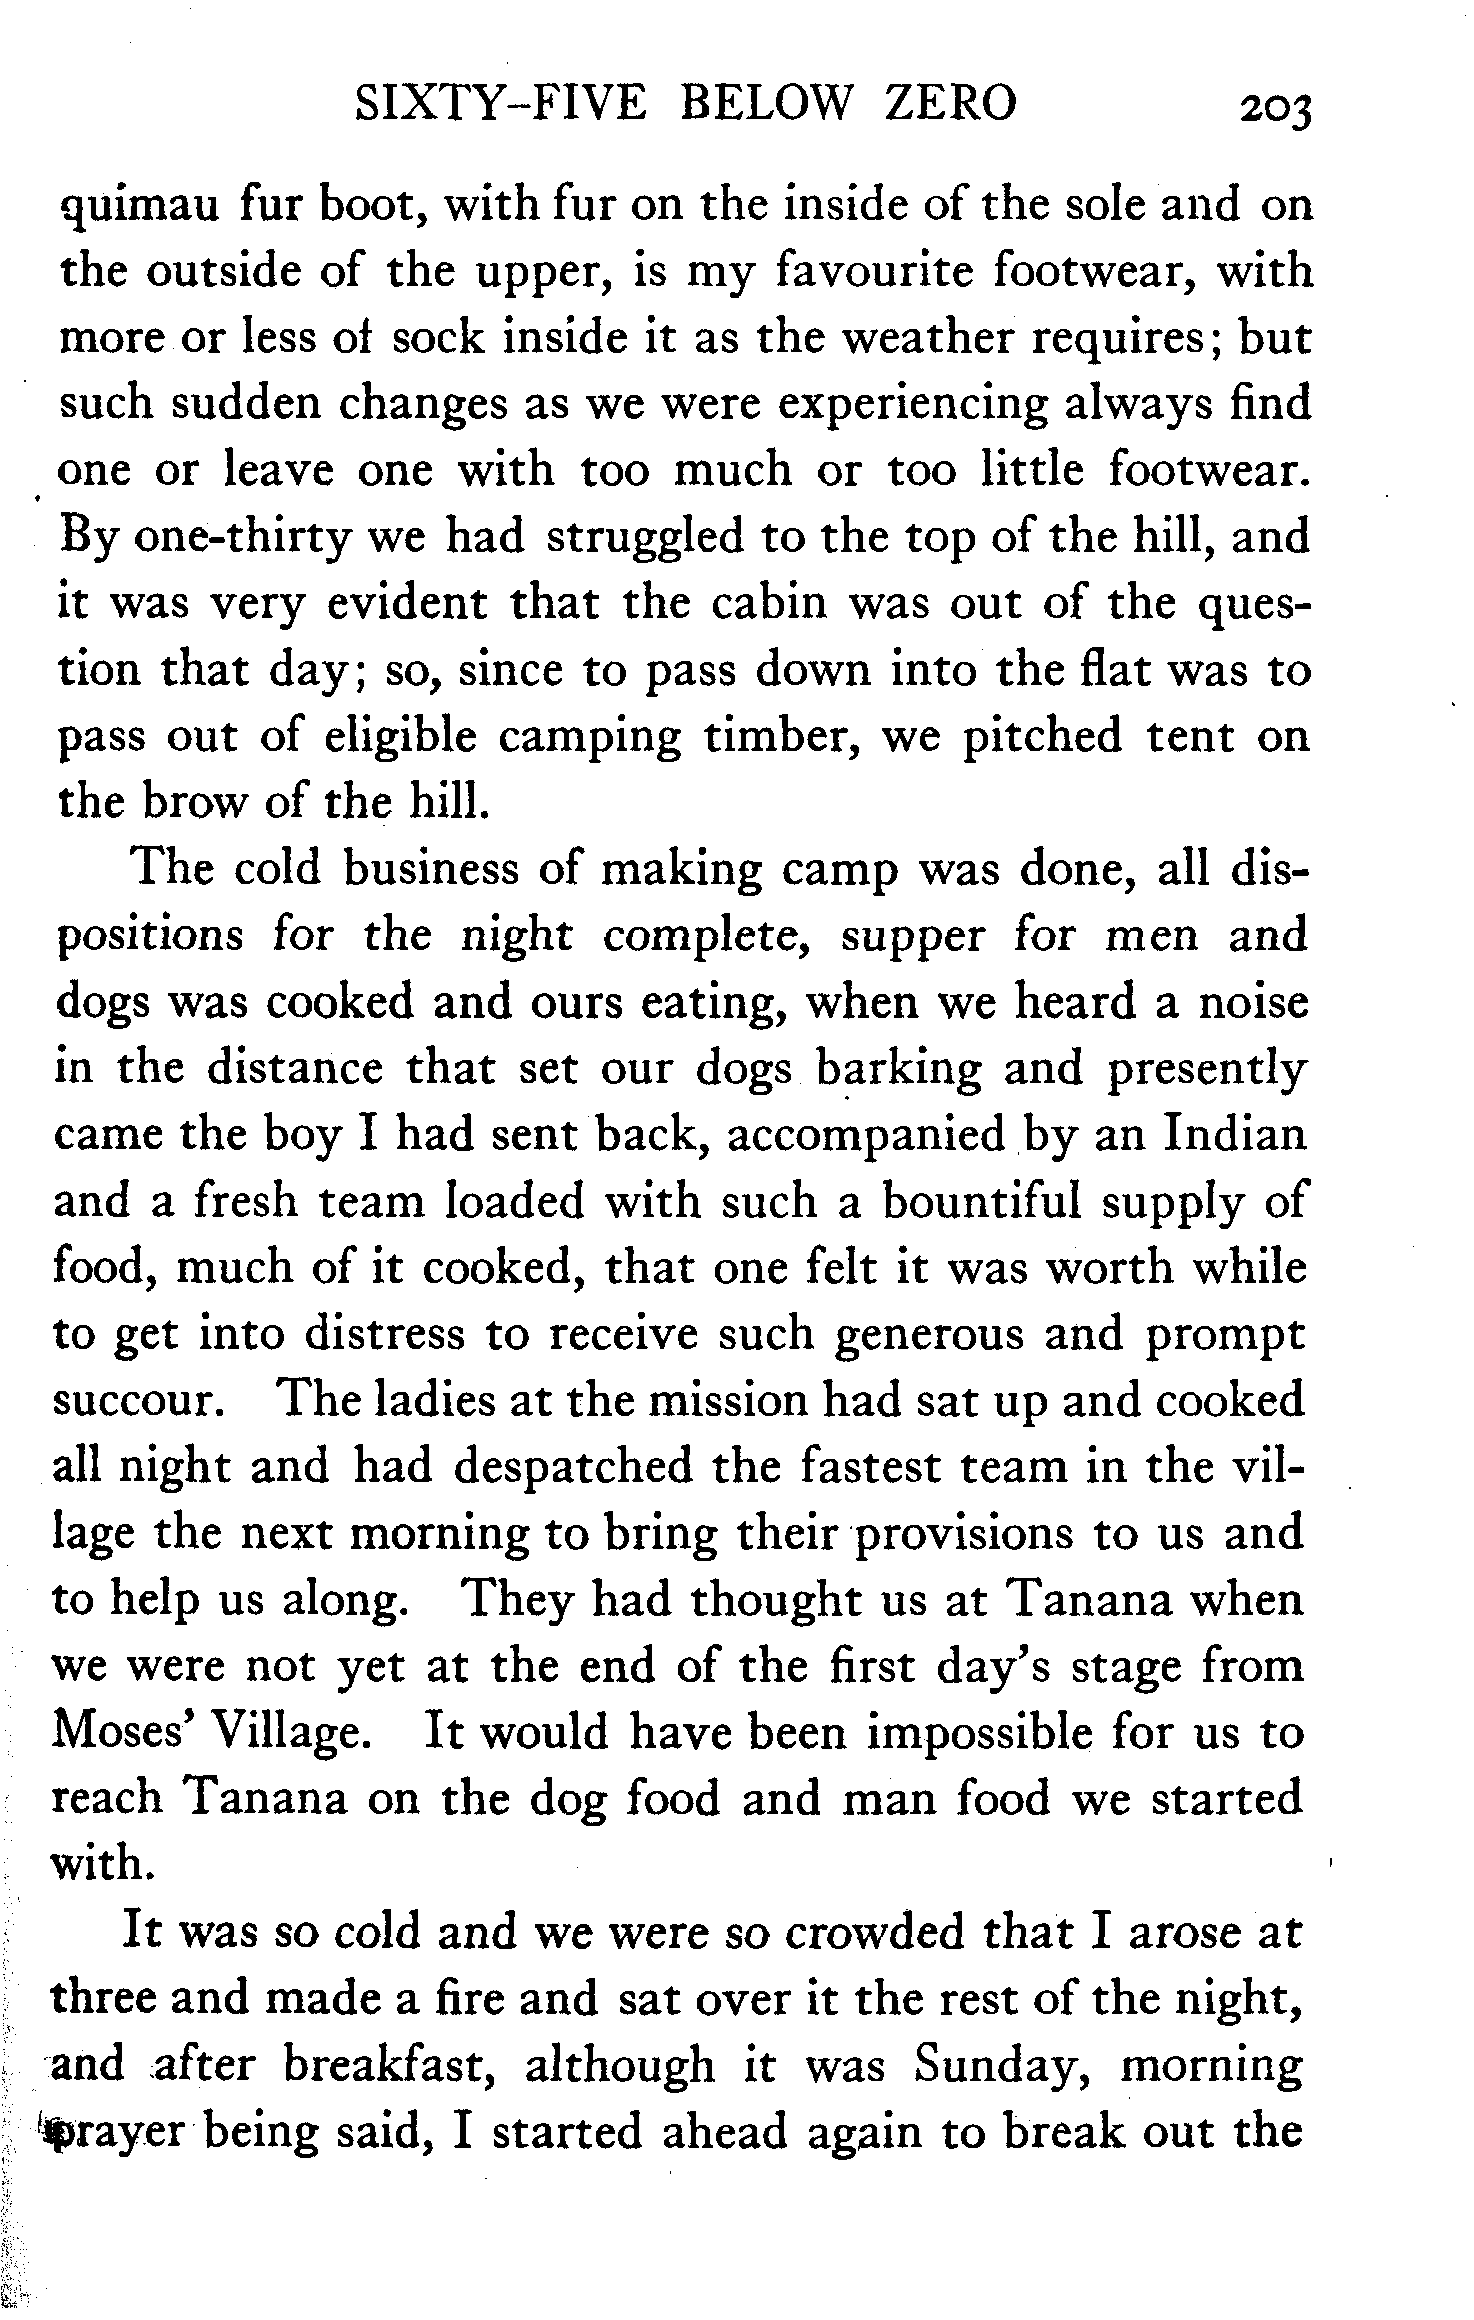 SIXTY-FIVE BELOW ZERO 203
quimau fur boot, with fur on the inside of the sole and on
the outside of the upper, is my favourite footwear, with
more or less of sock inside it as the weather requires; but
such sudden changes as we were experiencing always find
one or leave one with too much or too little footwear.
By one-thirty we had struggled to the top of the hill, and
it was very evident that the cabin was out of the ques-
tion that day; so, since to pass down into the flat was to
pass out of eligible camping timber, we pitched tent on
the brow of the hill.
The cold business of making camp was done, all dis-
positions for the night complete, supper for men and
dogs was cooked and ours eating, when we heard a noise
in the distance that set our dogs barking and presently
came the boy I had sent back, accompanied by an Indian
and a fresh team loaded with such a bountiful supply of
food, much of it cooked, that one felt it was worth while
to get into distress to receive such generous and prompt
succour. The ladies at the mission had sat up and cooked
all night and had despatched the fastest team in the vil-
lage the next morning to bring their provisions to us and
to help us along. They had thought us at Tanana when
we were not yet at the end of the first day's stage from
Moses' Village. It would have been impossible for us to
reach Tanana on the dog food and man food we started
with.
It was so cold and we were so crowded that I arose at
three and made a fire and sat over it the rest of the night,
and after breakfast, although it was Sunday, morning
prayer being said, I started ahead again to break out the